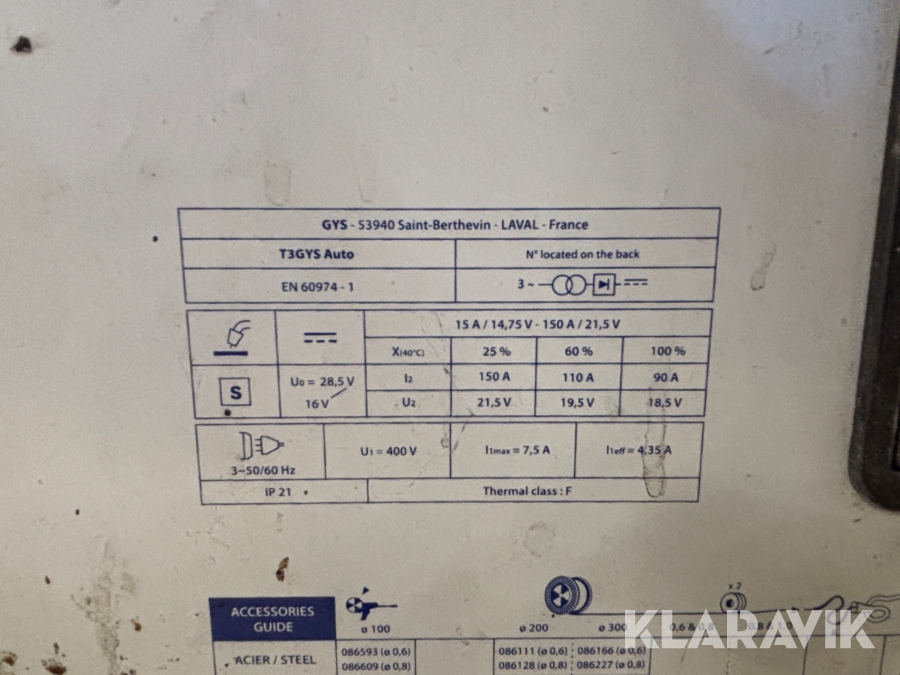 GYS - 53940 Saint-Berthevin - LAVAL - France
T3GYS Auto
N° located on the back
EN 60974 - 1
3~
15 A / 14,75 V - 150 A / 21,5 V
X(40°C) 25 % 60 % 100 %
S
U0 = 28,5 V
16 V
I2 150 A 110 A 90 A
U2 21,5 V 19,5 V 18,5 V
3~50/60 Hz
U1 = 400 V
I1max = 7,5 A
I1eff = 4,35 A
IP 21
Thermal class : F
ACCESSORIES
GUIDE
x 2
ø 100 ø 200 ø 300 0,6 & 0,8
ACIER / STEEL
086593 (ø 0,6) 086111 (ø 0,6) 086166 (ø 0,6)
086609 (ø 0,8) 086128 (ø 0,8) 086227 (ø 0,8)
KLARAVIK